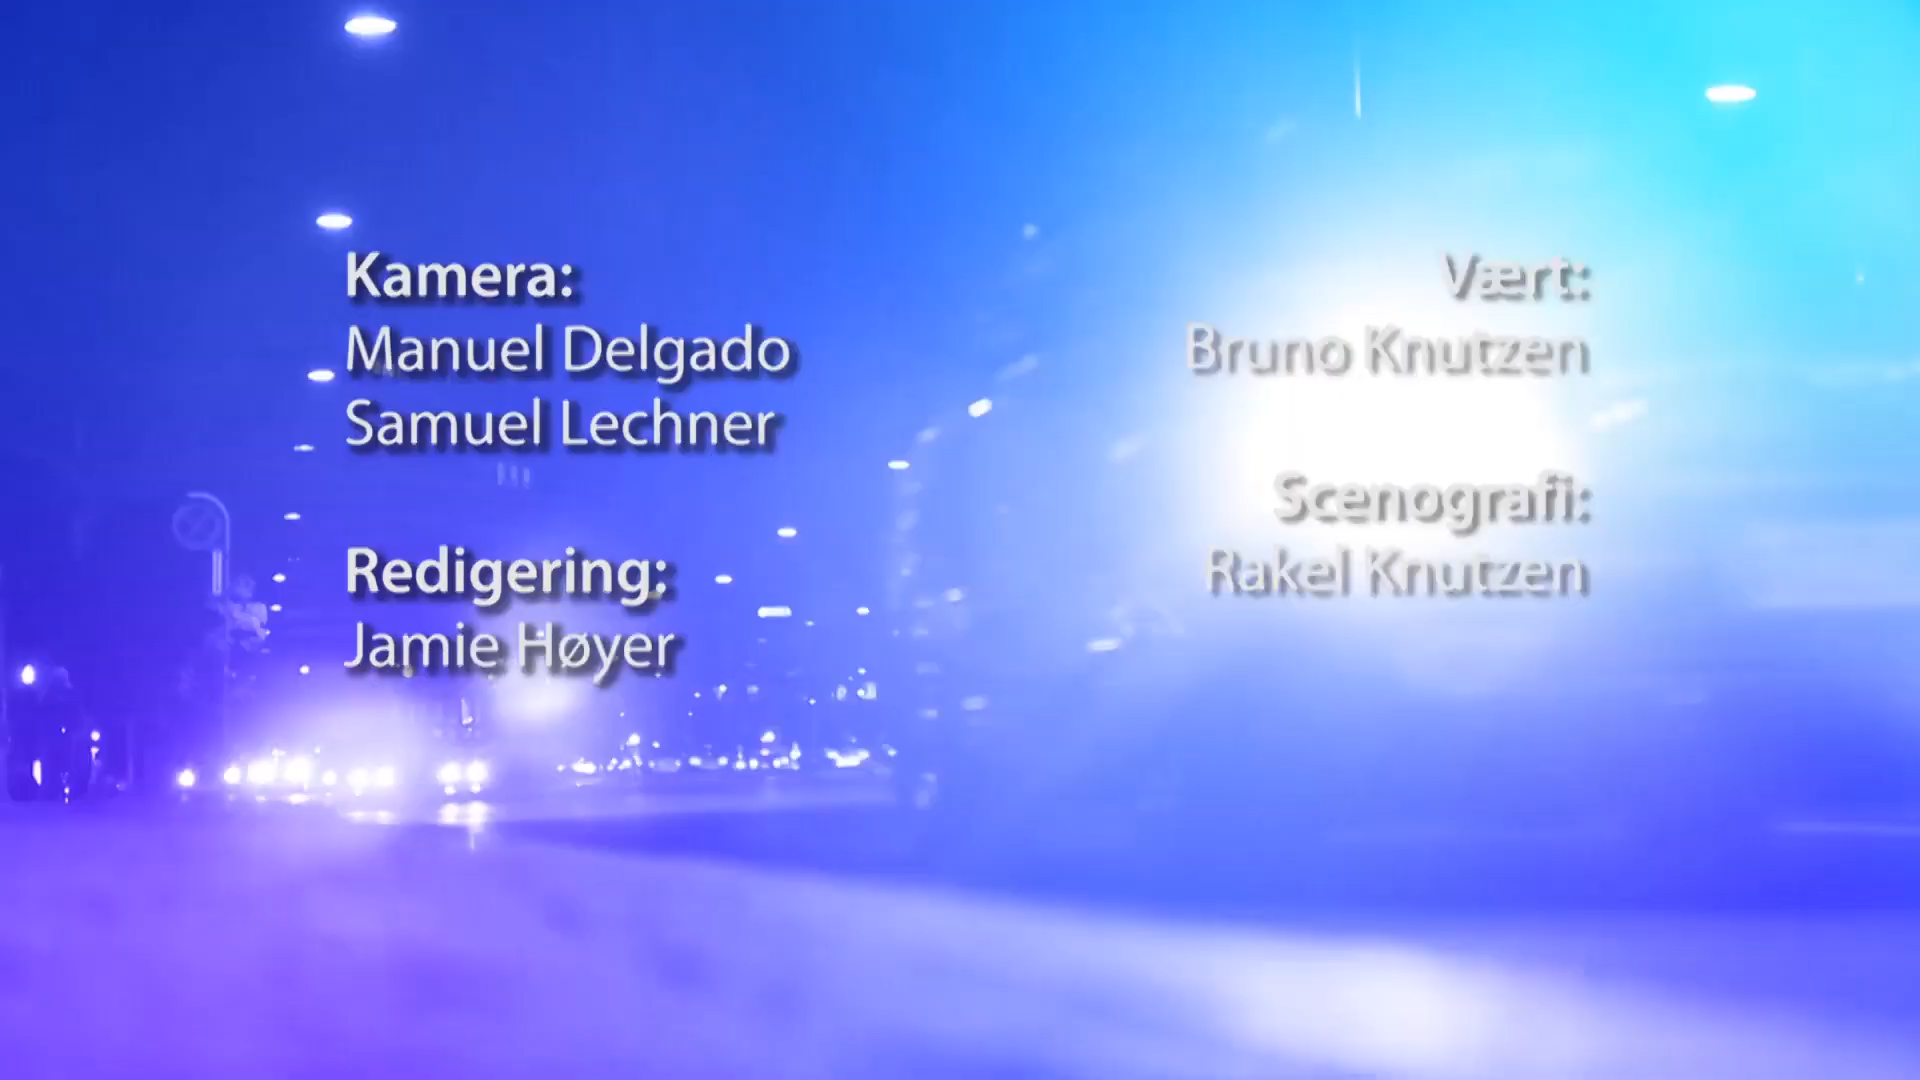 Kamera:
Manuel Delgado
Samuel Lechner
Redigering:
Jamie Høyer
Vært:
Bruno Knutzen
Scenografi:
Rakel Knutzen